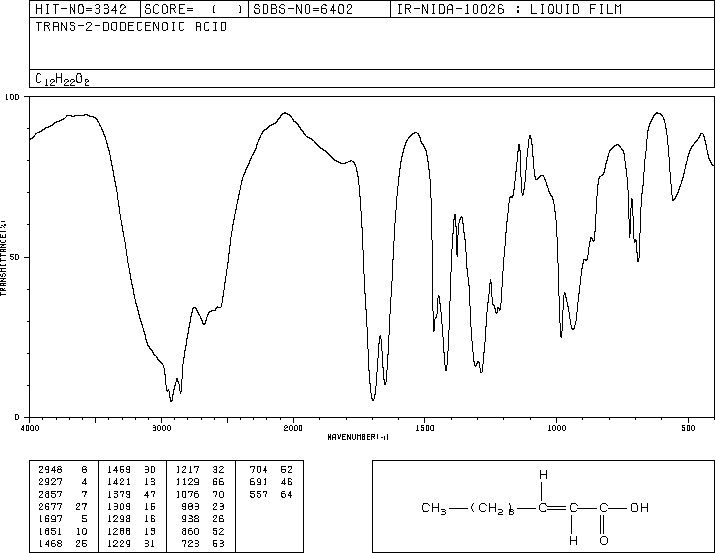 HIT-NO=3342 SCORE= ( ) SDBS-NO=6402 IR-NIDA-10026 : LIQUID FILM
TRANS-2-DODECENOIC ACID
C12H22O2
100
50
0
TRANSMITTANCE(%)
4000 3000 2000 1500 1000 500
WAVENUMBER(-1)
2948 6 1459 30 1217 32 704 52
2927 4 1421 13 1129 66 691 46
2857 7 1379 47 1076 70 557 64
2677 27 1309 15 983 23
1697 5 1298 16 938 26
1651 10 1288 13 860 52
1468 25 1229 31 723 53
H
CH3 (CH2)8 C C C OH
H O